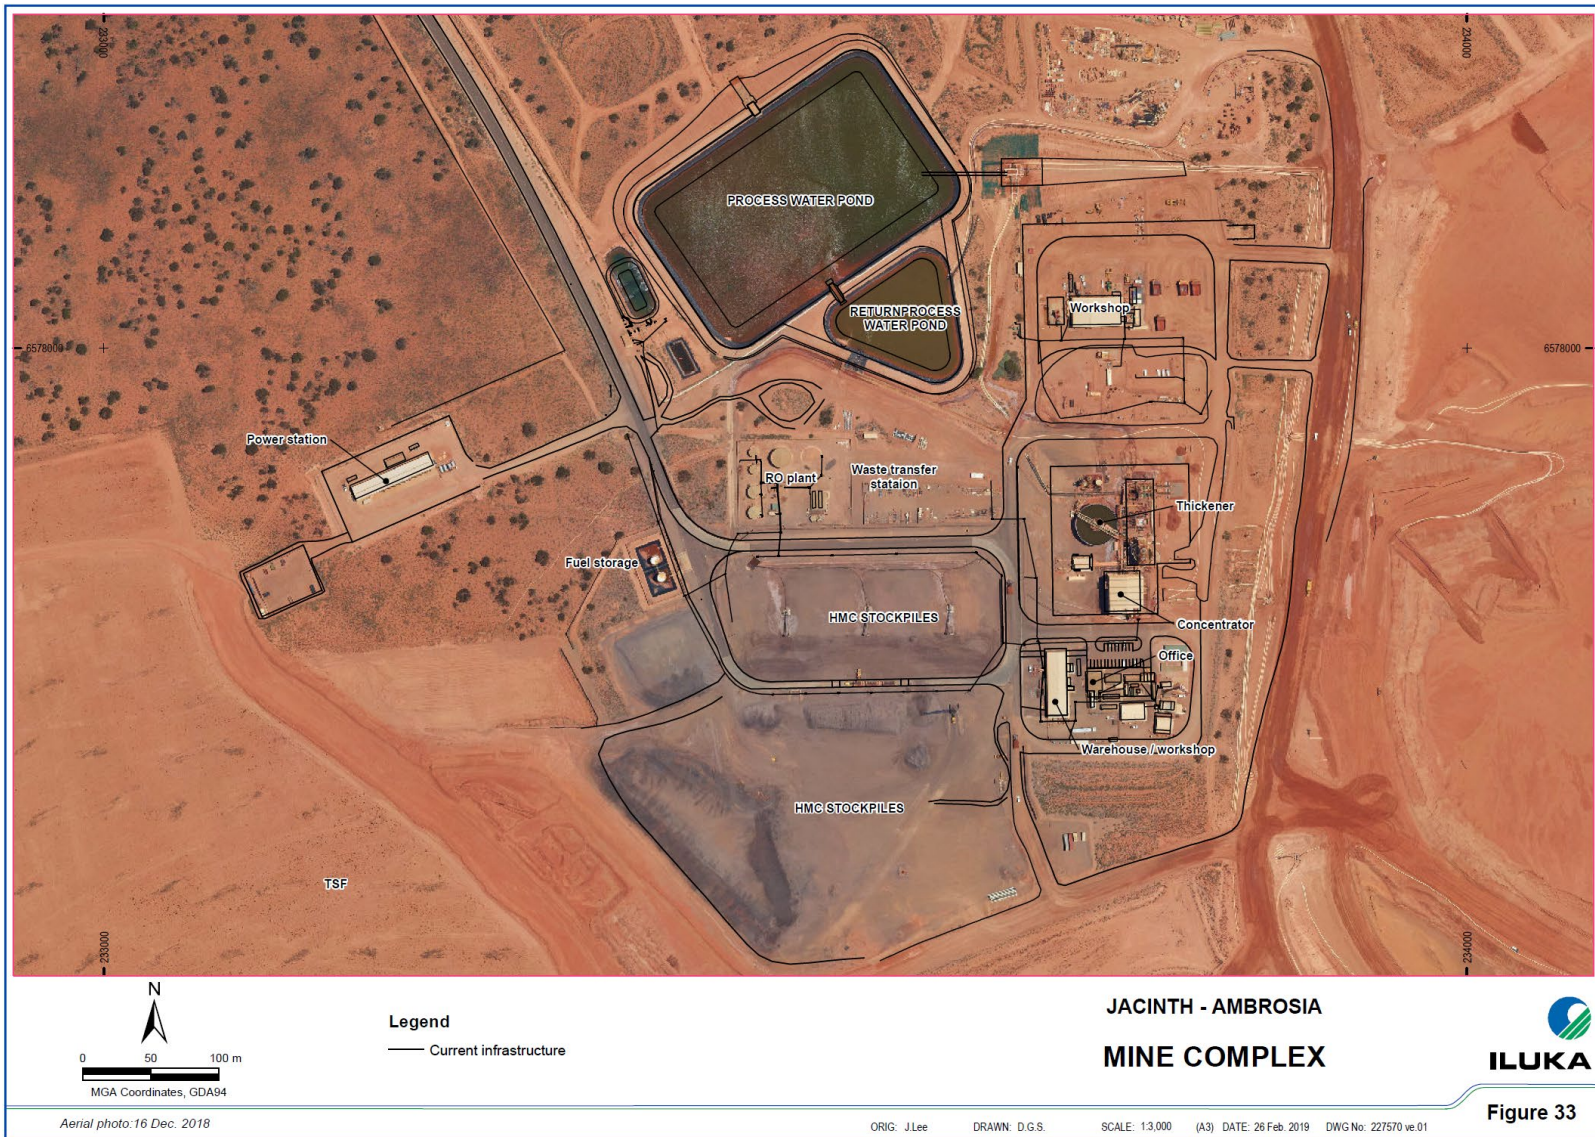 233000
234000
PROCESS WATER POND
RETURNPROCESS
WATER POND
Workshop
6578000
6578000
Power station
RO plant
Waste transfer
stataion
Thickener
Fuel storage
HMC STOCKPILES
Concentrator
Office
Warehouse / workshop
HMC STOCKPILES
TSF
233000
234000
N
0 50 100 m
MGA Coordinates, GDA94
Legend
Current infrastructure
JACINTH - AMBROSIA
MINE COMPLEX
ILUKA
Figure 33
Aerial photo:16 Dec. 2018
ORIG: J.Lee DRAWN: D.G.S. SCALE: 1:3,000 (A3) DATE: 26 Feb. 2019 DWG No: 227570 ve.01